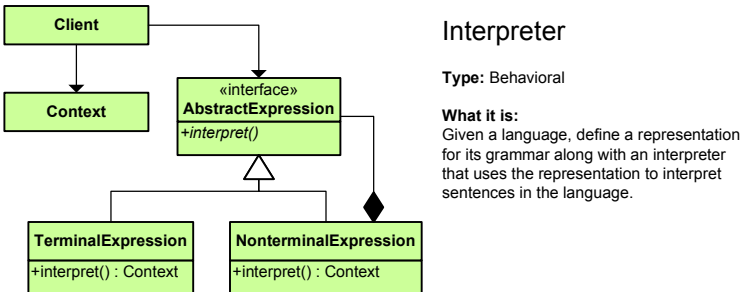 Client
Context
«interface»
AbstractExpression
+interpret()
TerminalExpression
+interpret() : Context
NonterminalExpression
+interpret() : Context
Interpreter
Type: Behavioral
What it is:
Given a language, define a representation
for its grammar along with an interpreter
that uses the representation to interpret
sentences in the language.